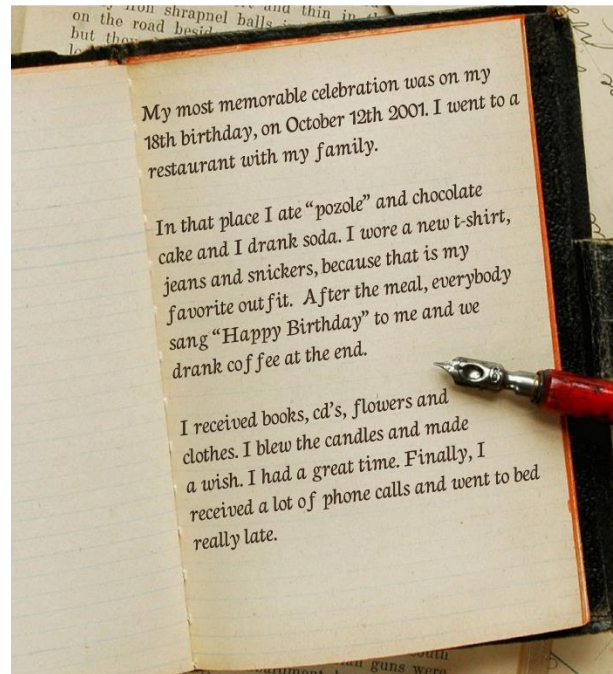 on the road besid
but thou
My most memorable celebration was on my
18th birthday, on October 12th 2001. I went to a
restaurant with my family.
In that place I ate “pozole” and chocolate
cake and I drank soda. I wore a new t-shirt,
jeans and snickers, because that is my
favorite outfit. After the meal, everybody
sang “Happy Birthday” to me and we
drank coffee at the end.
I received books, cd's, flowers and
clothes. I blew the candles and made
a wish. I had a great time. Finally, I
received a lot of phone calls and went to bed
really late.
guns were